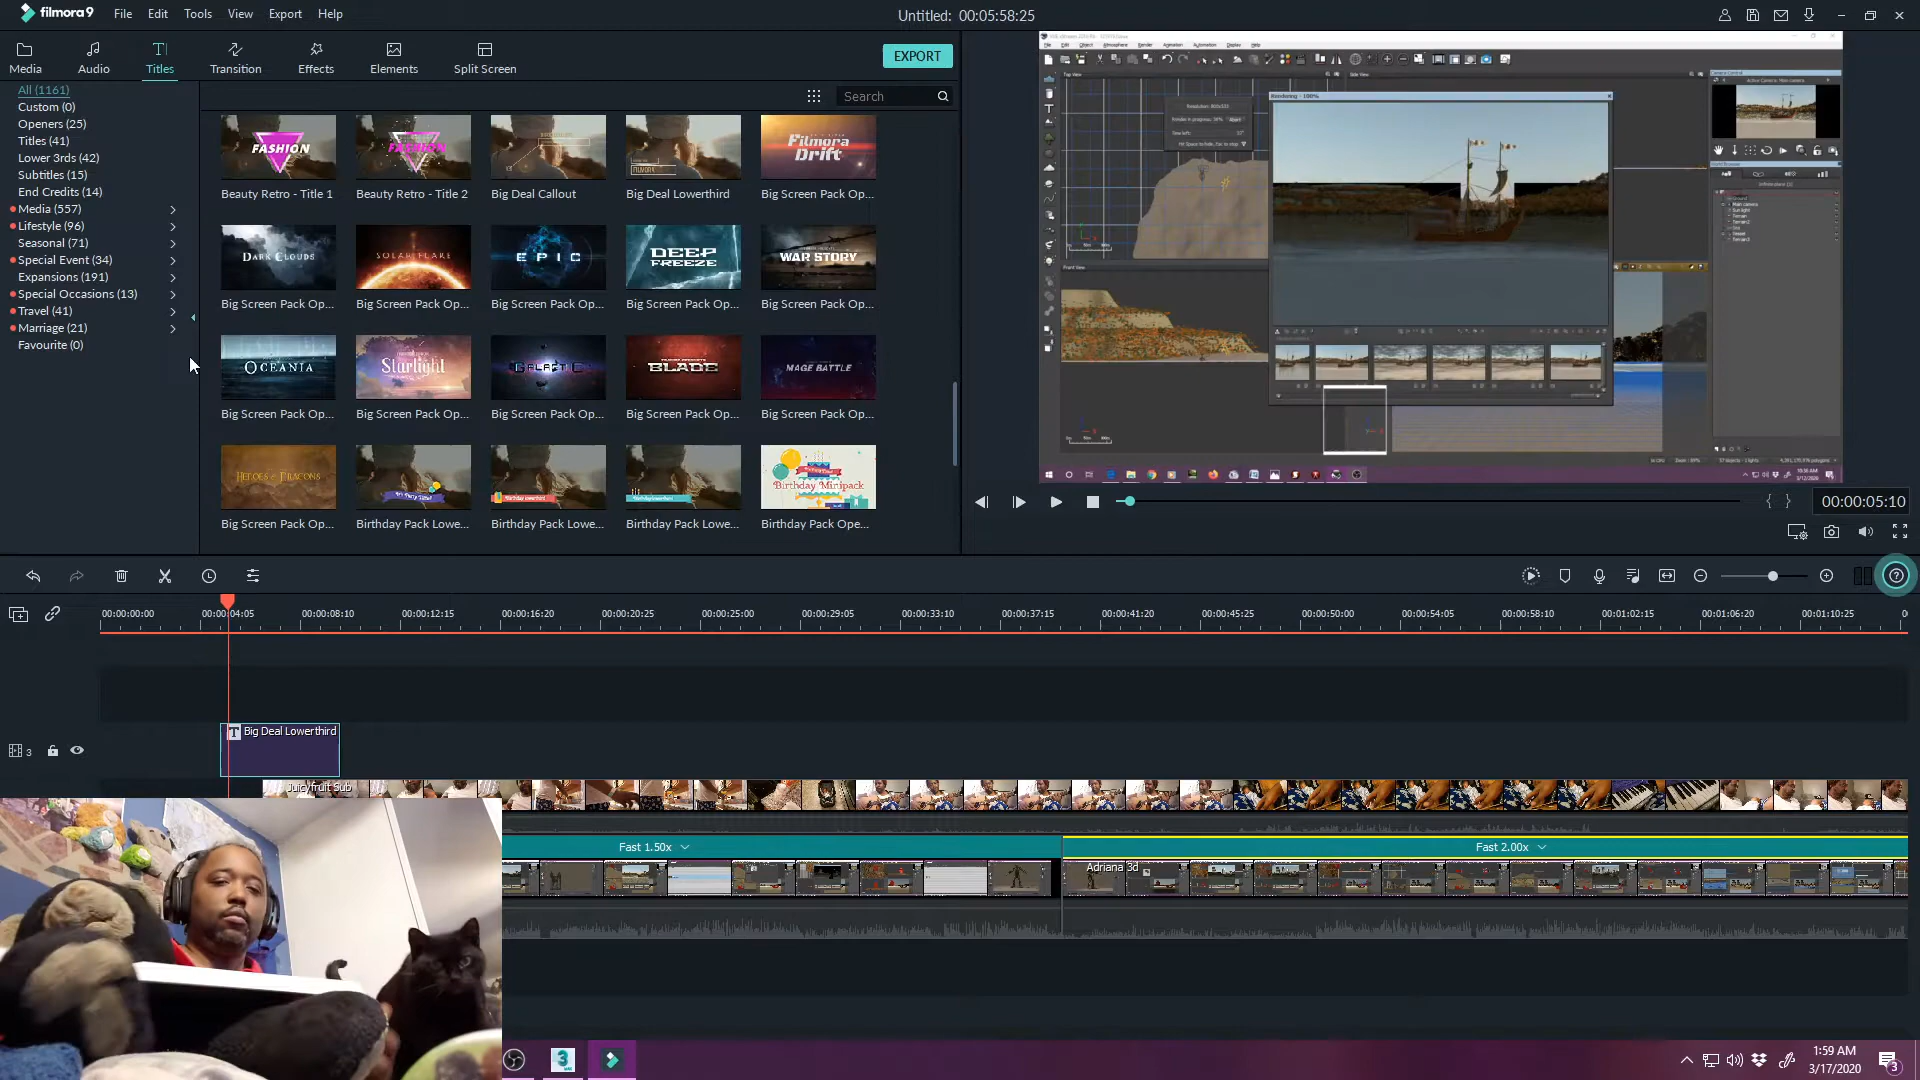 filmora9
File
Edit
Tools
View
Export
Help
Untitled: 00:05:58:25
Media
Audio
Titles
Transition
Effects
Elements
Split Screen
EXPORT
All (1161)
Custom (0)
Openers (25)
Titles (41)
Lower 3rds (42)
Subtitles (15)
End Credits (14)
Media (557)
Lifestyle (96)
Seasonal (71)
Special Event (34)
Expansions (191)
Special Occasions (13)
Travel (41)
Marriage (21)
Favourite (0)
Search
FASHION
FASHION
Filmora
Drift
Beauty Retro - Title 1
Beauty Retro - Title 2
Big Deal Callout
Big Deal Lowerthird
Big Screen Pack Op...
DARK CLOUDS
SOLAR FLARE
EPIC
DEEP
FREEZE
WAR STORY
Big Screen Pack Op...
Big Screen Pack Op...
Big Screen Pack Op...
Big Screen Pack Op...
Big Screen Pack Op...
OCEANIA
Starlight
GALACTIC
BLADE
MAGE BATTLE
Big Screen Pack Op...
Big Screen Pack Op...
Big Screen Pack Op...
Big Screen Pack Op...
Big Screen Pack Op...
HEROES & DRAGONS
Birthday Minipack
Big Screen Pack Op...
Birthday Pack Lowe...
Birthday Pack Lowe...
Birthday Pack Lowe...
Birthday Pack Ope...
Rendering - 100%
00:00:05:10
00:00:00:00
00:00:04:05
00:00:08:10
00:00:12:15
00:00:16:20
00:00:20:25
00:00:25:00
00:00:29:05
00:00:33:10
00:00:37:15
00:00:41:20
00:00:45:25
00:00:50:00
00:00:54:05
00:00:58:10
00:01:02:15
00:01:06:20
00:01:10:25
3
T Big Deal Lowerthird
Juicyfruit Sub
Fast 1.50x
Fast 2.00x
Adriana 3d
1:59 AM
3/17/2020
3